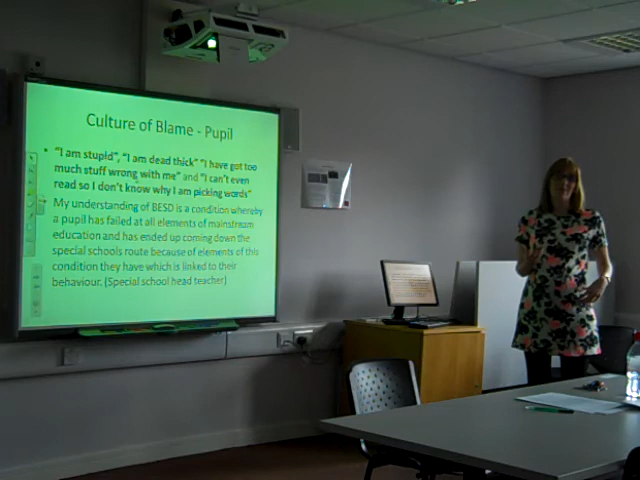 Culture of Blame - Pupil
• "I am stupid", "I am dead thick" "I have got too
much stuff wrong with me" and "I can't even
read so I don't know why I am picking words"
My understanding of BESD is a condition whereby
a pupil has failed at all elements of mainstream
education and has ended up coming down the
special schools route because of elements of this
condition they have which is linked to their
behaviour. (Special school head teacher)